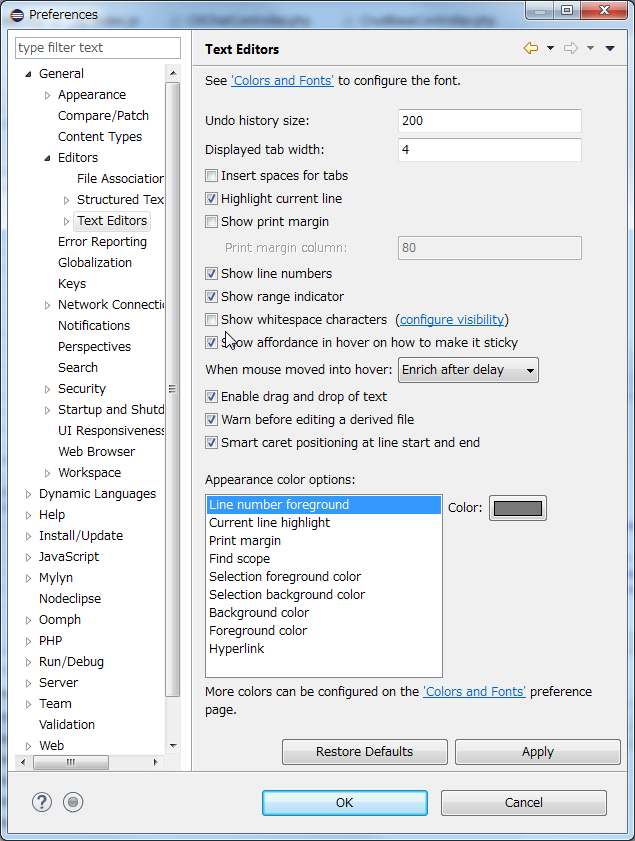 Preferences
type filter text
General
Appearance
Compare/Patch
Content Types
Editors
File Association
Structured Tex
Text Editors
Error Reporting
Globalization
Keys
Network Connectic
Notifications
Perspectives
Search
Security
Startup and Shutd
UI Responsiveness
Web Browser
Workspace
Dynamic Languages
Help
Install/Update
JavaScript
Mylyn
Nodeclipse
Oomph
PHP
Run/Debug
Server
Team
Validation
Web
Text Editors
See 'Colors and Fonts' to configure the font.
Undo history size: 200
Displayed tab width: 4
Insert spaces for tabs
Highlight current line
Show print margin
Print margin column: 80
Show line numbers
Show range indicator
Show whitespace characters (configure visibility)
Show affordance in hover on how to make it sticky
When mouse moved into hover: Enrich after delay
Enable drag and drop of text
Warn before editing a derived file
Smart caret positioning at line start and end
Appearance color options:
Line number foreground
Current line highlight
Print margin
Find scope
Selection foreground color
Selection background color
Background color
Foreground color
Hyperlink
Color:
More colors can be configured on the 'Colors and Fonts' preference
page.
Restore Defaults
Apply
OK
Cancel